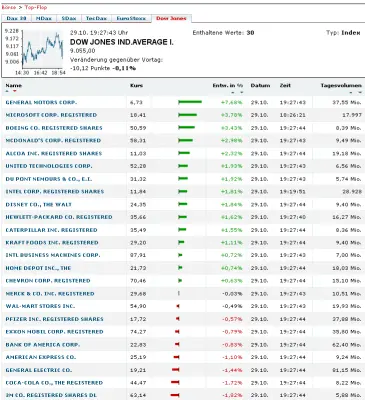 Börse > Top-Flop
Dax 30 HDax SDax TecDax EuroStoxx Dow Jones
9.228
9.172
9.117
9.061
9.006
14:30 16:42 18:54
29.10. 19:27:43 Uhr Enthaltene Werte: 30 Typ: Index
DOW JONES IND.AVERAGE I.
9.055,00
Veränderung gegenüber Vortag:
-10,12 Punkte -0,11%
Name Kurs Entw. in % Datum Zeit Tagesvolumen
GENERAL MOTORS CORP. 6,73 +7,68% 29.10. 19:27:43 37,55 Mio.
MICROSOFT CORP. REGISTERED 18,41 +3,78% 29.10. 18:26:21 17.997
BOEING CO. REGISTERED SHARES 50,59 +3,43% 29.10. 19:27:44 8,39 Mio.
MCDONALD'S CORP. REGISTERED 58,31 +2,98% 29.10. 19:27:43 9,49 Mio.
ALCOA INC. REGISTERED SHARES 11,03 +2,32% 29.10. 19:27:44 19,18 Mio.
UNITED TECHNOLOGIES CORP. 52,28 +1,93% 29.10. 19:27:43 6,56 Mio.
DU PONT NEMOURS & CO., E.I. 31,32 +1,92% 29.10. 19:27:43 5,74 Mio.
INTEL CORP. REGISTERED SHARES 11,84 +1,81% 29.10. 19:19:51 28.928
DISNEY CO., THE WALT 24,35 +1,84% 29.10. 19:27:44 9,40 Mio.
HEWLETT-PACKARD CO. REGISTERED 35,66 +1,62% 29.10. 19:27:40 16,27 Mio.
CATERPILLAR INC. REGISTERED 35,49 +1,55% 29.10. 19:27:44 8,36 Mio.
KRAFT FOODS INC. REGISTERED 29,20 +1,11% 29.10. 19:27:44 9,40 Mio.
INTL BUSINESS MACHINES CORP. 87,91 +0,72% 29.10. 19:27:43 7,00 Mio.
HOME DEPOT INC., THE 21,73 +0,74% 29.10. 19:27:44 18,03 Mio.
CHEVRON CORP. REGISTERED 70,46 +0,63% 29.10. 19:27:44 15,10 Mio.
MERCK & CO. INC. REGISTERED 29,68 -0,03% 29.10. 19:27:43 10,51 Mio.
WAL-MART STORES INC. 54,90 -0,49% 29.10. 19:27:43 19,93 Mio.
PFIZER INC. REGISTERED SHARES 17,72 -0,57% 29.10. 19:27:44 37,88 Mio.
EXXON MOBIL CORP. REGISTERED 74,27 -0,79% 29.10. 19:27:44 35,80 Mio.
BANK OF AMERICA CORP. 22,83 -0,83% 29.10. 19:27:44 62,40 Mio.
AMERICAN EXPRESS CO. 25,19 -1,10% 29.10. 19:27:44 9,24 Mio.
GENERAL ELECTRIC CO. 19,21 -1,44% 29.10. 19:27:44 81,15 Mio.
COCA-COLA CO., THE REGISTERED 44,47 -1,72% 29.10. 19:27:44 8,22 Mio.
3M CO. REGISTERED SHARES DL 63,14 -1,82% 29.10. 19:27:44 5,88 Mio.